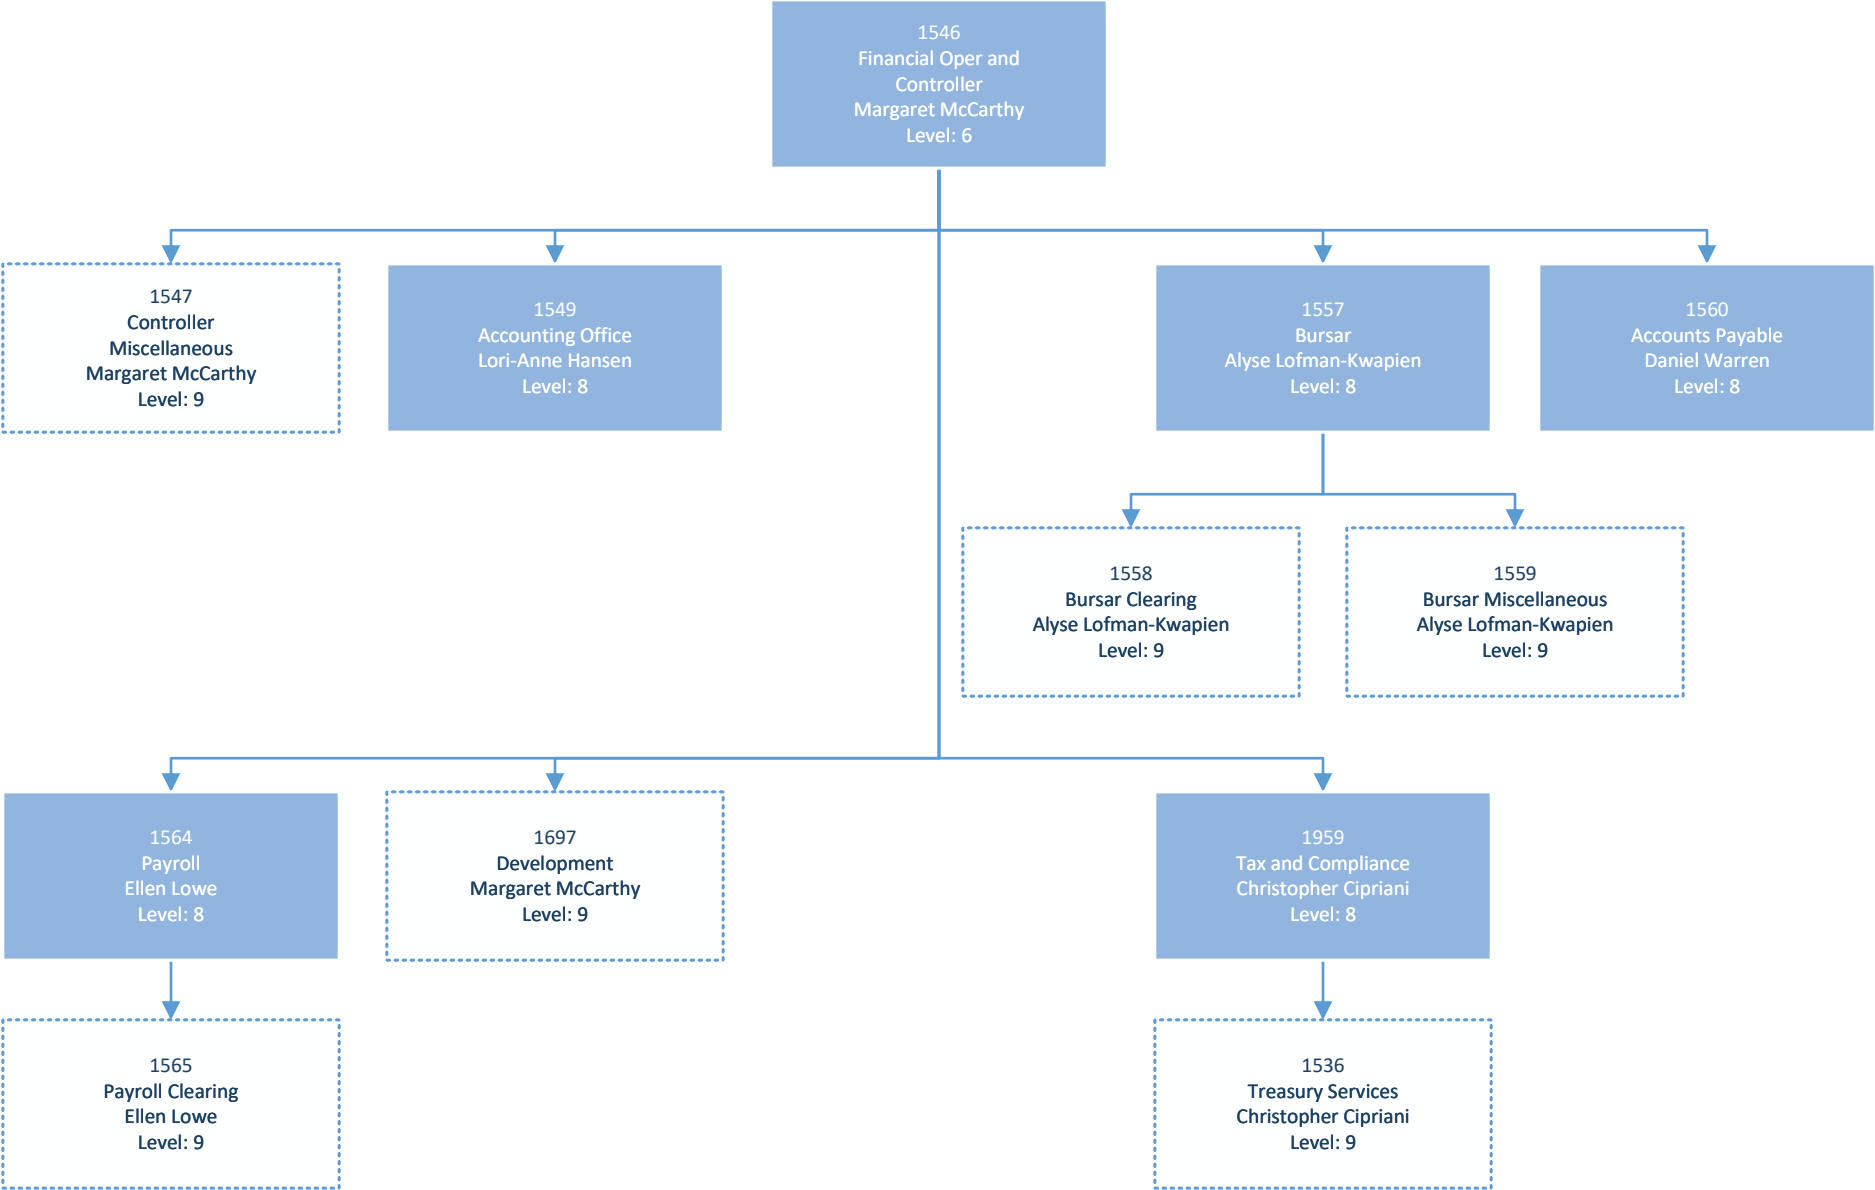 1546
Financial Oper and
Controller
Margaret McCarthy
Level: 6
1547
Controller
Miscellaneous
Margaret McCarthy
Level: 9
1549
Accounting Office
Lori-Anne Hansen
Level: 8
1557
Bursar
Alyse Lofman-Kwapien
Level: 8
1560
Accounts Payable
Daniel Warren
Level: 8
1558
Bursar Clearing
Alyse Lofman-Kwapien
Level: 9
1559
Bursar Miscellaneous
Alyse Lofman-Kwapien
Level: 9
1564
Payroll
Ellen Lowe
Level: 8
1697
Development
Margaret McCarthy
Level: 9
1959
Tax and Compliance
Christopher Cipriani
Level: 8
1565
Payroll Clearing
Ellen Lowe
Level: 9
1536
Treasury Services
Christopher Cipriani
Level: 9